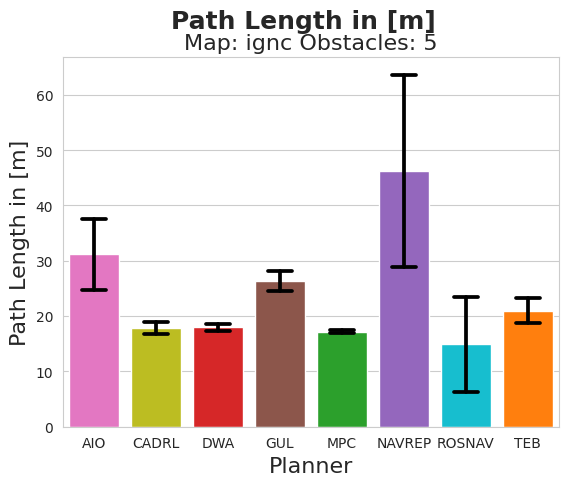 Path Length in [m]
Map: ignc Obstacles: 5
Path Length in [m]
60
50
40
30
20
10
0
AIO CADRL DWA GUL MPC NAVREP ROSNAV TEB
Planner